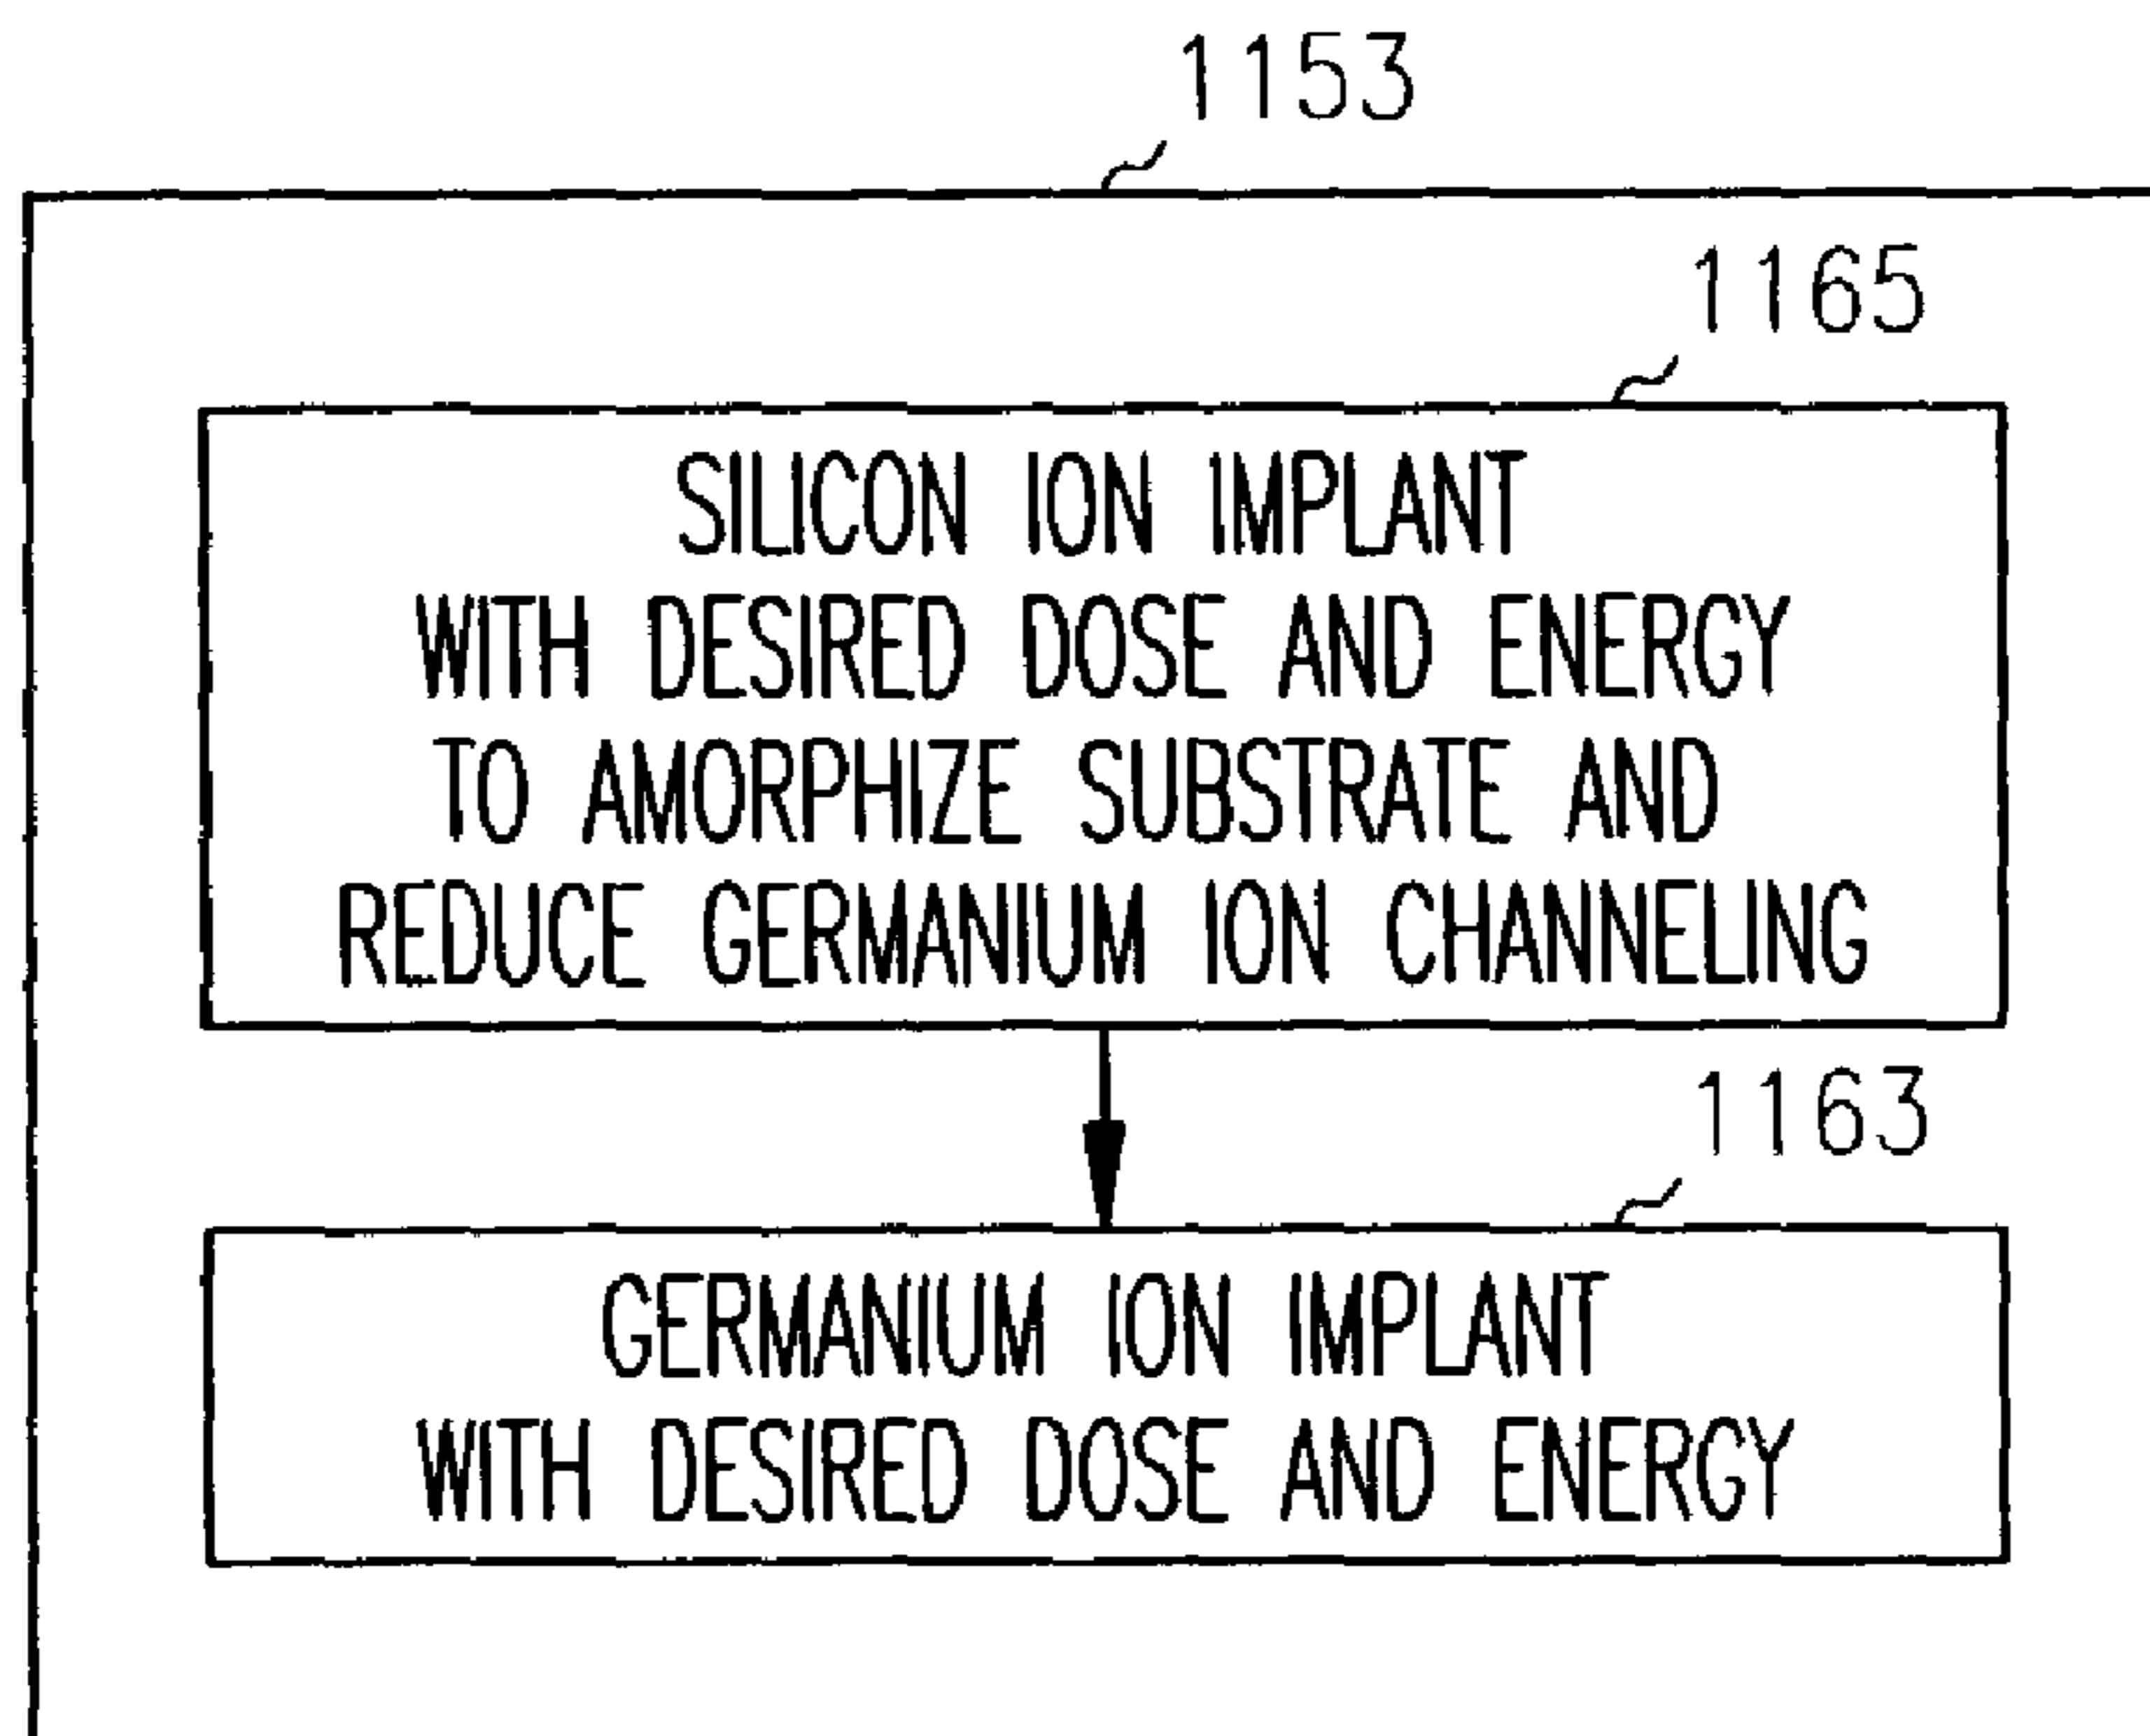 1153
1165
SILICON ION IMPLANT
WITH DESIRED DOSE AND ENERGY
TO AMORPHIZE SUBSTRATE AND
REDUCE GERMANIUM ION CHANNELING
1163
GERMANIUM ION IMPLANT
WITH DESIRED DOSE AND ENERGY